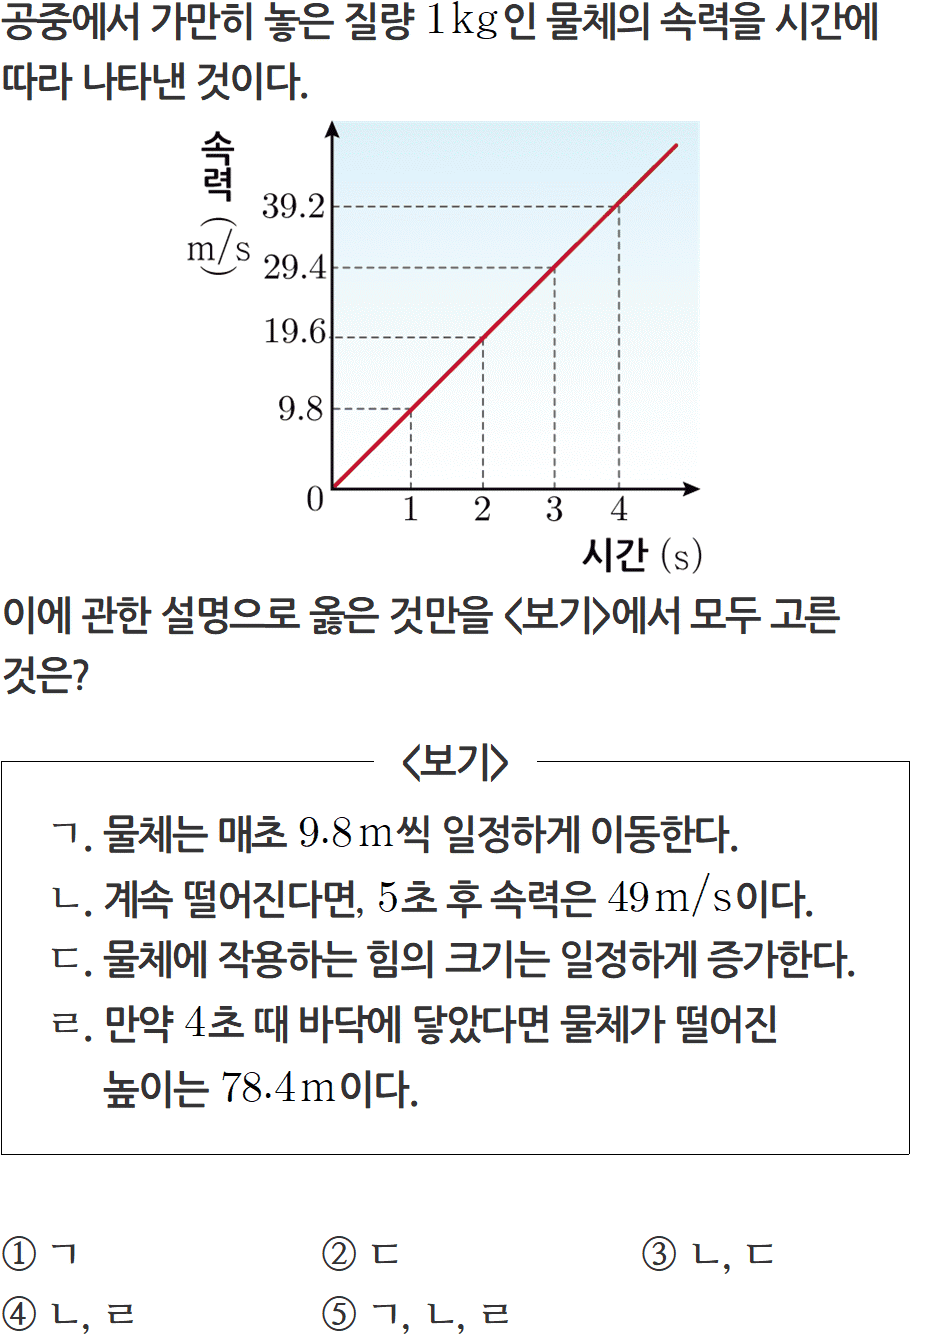 공중에서 가만히 놓은 질량 1kg인 물체의 속력을 시간에
따라 나타낸 것이다.
속력
(m/s)
39.2
29.4
19.6
9.8
0
1 2 3 4
시간 (s)
이에 관한 설명으로 옳은 것만을 <보기>에서 모두 고른
것은?
<보기>
ㄱ. 물체는 매초 9.8m씩 일정하게 이동한다.
ㄴ. 계속 떨어진다면, 5초 후 속력은 49m/s이다.
ㄷ. 물체에 작용하는 힘의 크기는 일정하게 증가한다.
ㄹ. 만약 4초 때 바닥에 닿았다면 물체가 떨어진
높이는 78.4m이다.
① ㄱ ② ㄷ ③ ㄴ, ㄷ
④ ㄴ, ㄹ ⑤ ㄱ, ㄴ, ㄹ